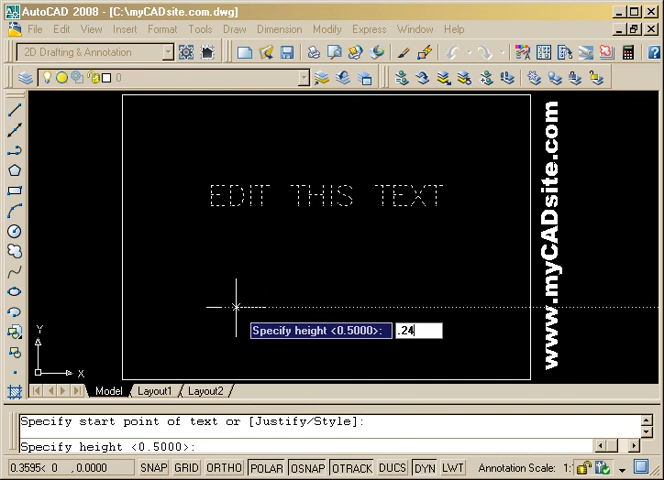 AutoCAD 2008 - [C:\myCADsite.com.dwg]
File Edit View Insert Format Tools Draw Dimension Modify Express Window Help
2D Drafting & Annotation
0
EDIT THIS TEXT
www.myCADsite.com
Specify height <0.5000>: .24
Y
X
Model Layout1 Layout2
Specify start point of text or [Justify/Style]:
Specify height <0.5000>:
0.3595< 0 , 0.0000 SNAP GRID ORTHO POLAR OSNAP OTRACK DUCS DYN LWT Annotation Scale: 1: